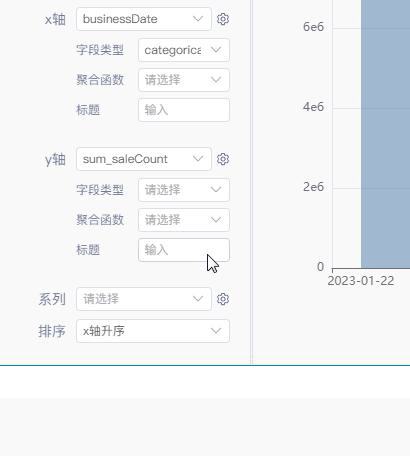 x轴 businessDate
字段类型 categorica
聚合函数 请选择
标题 输入
y轴 sum_saleCount
字段类型 请选择
聚合函数 请选择
标题 输入
系列 请选择
排序 x轴升序
6e6
4e6
2e6
0
2023-01-22